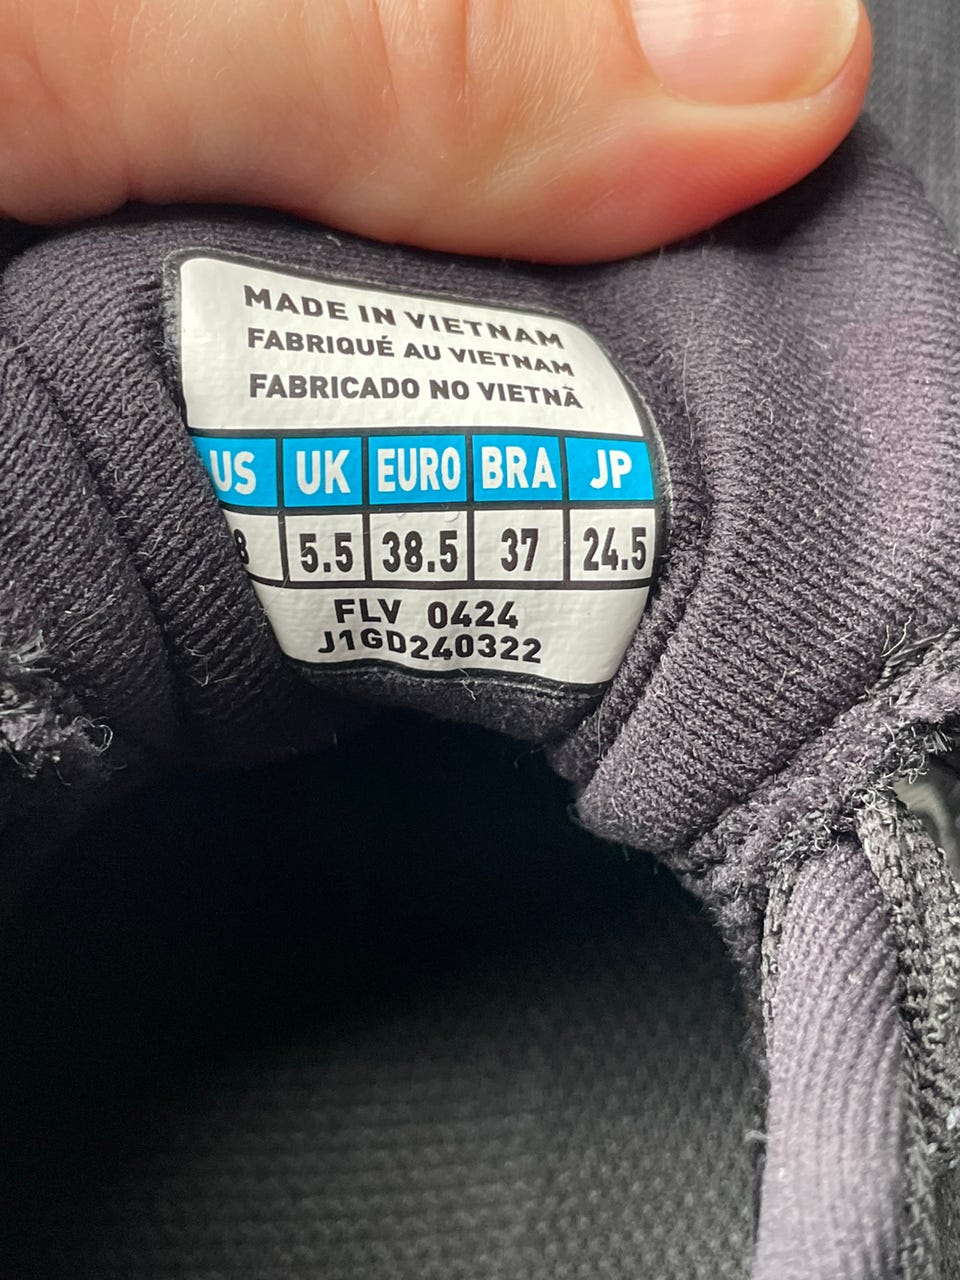 MADE IN VIETNAM
FABRIQUÉ AU VIETNAM
FABRICADO NO VIETNÃ
US UK EURO BRA JP
8 5.5 38.5 37 24.5
FLV 0424
J1GD240322